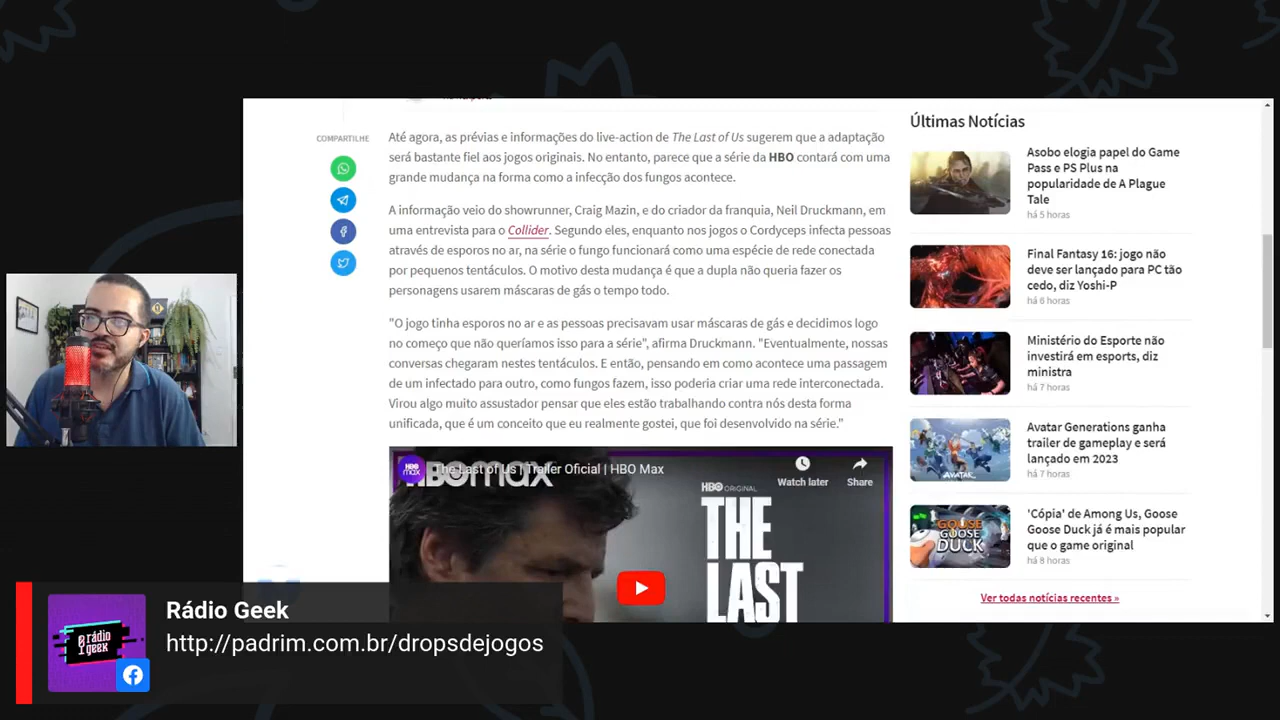 COMPARTILHE
Até agora, as prévias e informações do live-action de The Last of Us sugerem que a adaptação
será bastante fiel aos jogos originais. No entanto, parece que a série da HBO contará com uma
grande mudança na forma como a infecção dos fungos acontece.
A informação veio do showrunner, Craig Mazin, e do criador da franquia, Neil Druckmann, em
uma entrevista para o Collider. Segundo eles, enquanto nos jogos o Cordyceps infecta pessoas
através de esporos no ar, na série o fungo funcionará como uma espécie de rede conectada
por pequenos tentáculos. O motivo desta mudança é que a dupla não queria fazer os
personagens usarem máscaras de gás o tempo todo.
"O jogo tinha esporos no ar e as pessoas precisavam usar máscaras de gás e decidimos logo
no começo que não queríamos isso para a série", afirma Druckmann. "Eventualmente, nossas
conversas chegaram nestes tentáculos. E então, pensando em como acontece uma passagem
de um infectado para outro, como fungos fazem, isso poderia criar uma rede interconectada.
Virou algo muito assustador pensar que eles estão trabalhando contra nós desta forma
unificada, que é um conceito que eu realmente gostei, que foi desenvolvido na série."
HBO max
The Last of Us | Trailer Oficial | HBO Max
HBOmax
Watch later
Share
HBO ORIGINAL
THE
LAST
Últimas Notícias
Asobo elogia papel do Game
Pass e PS Plus na
popularidade de A Plague
Tale
há 5 horas
Final Fantasy 16: jogo não
deve ser lançado para PC tão
cedo, diz Yoshi-P
há 6 horas
Ministério do Esporte não
investirá em esports, diz
ministra
há 7 horas
Avatar Generations ganha
trailer de gameplay e será
lançado em 2023
há 7 horas
AVATAR
'Cópia' de Among Us, Goose
Goose Duck já é mais popular
que o game original
há 8 horas
GOOSE
GOOSE
DUCK
Ver todas notícias recentes »
rádio
geek
Rádio Geek
http://padrim.com.br/dropsdejogos